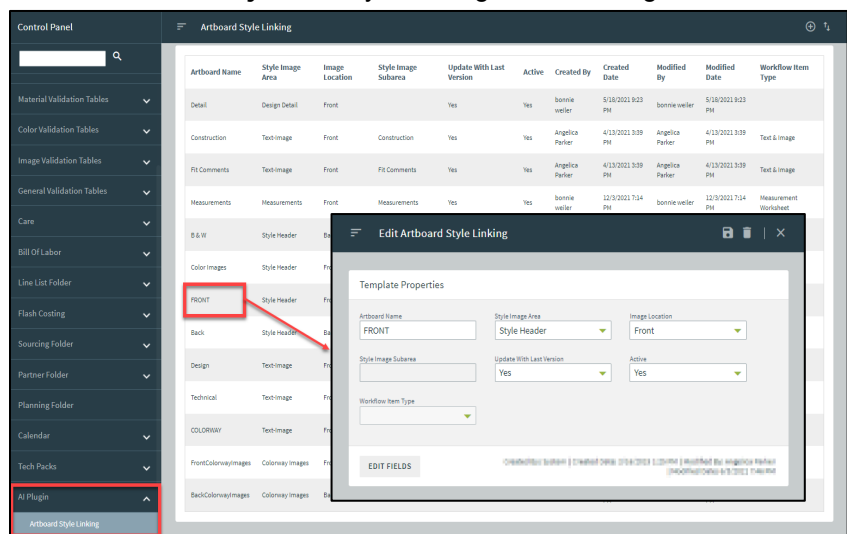 Control Panel
Artboard Style Linking
Artboard Name
Style Image Area
Image Location
Style Image Subarea
Update With Last Version
Active
Created By
Created Date
Modified By
Modified Date
Workflow Item Type
Detail Design Detail Front Yes Yes bonnie weiler 5/18/2021 9:23 PM bonnie weiler 5/18/2021 9:23 PM
Construction Text-Image Front Construction Yes Yes Angelica Parker 4/13/2021 3:39 PM Angelica Parker 4/13/2021 3:39 PM Text & Image
Fit Comments Text-Image Front Fit Comments Yes Yes Angelica Parker 4/13/2021 3:39 PM Angelica Parker 4/13/2021 3:39 PM Text & Image
Measurements Measurements Front Measurements Yes Yes bonnie weiler 12/3/2021 7:14 PM bonnie weiler 12/3/2021 7:14 PM Measurement Worksheet
B & W Style Header
Color Images Style Header
FRONT Style Header
Back Style Header
Design Text-Image
Technical Text-Image
COLORWAY Text-Image
FrontColorwayImages Colorway Images
BackColorwayImages Colorway Images
Material Validation Tables
Color Validation Tables
Image Validation Tables
General Validation Tables
Care
Bill Of Labor
Line List Folder
Flash Costing
Sourcing Folder
Partner Folder
Planning Folder
Calendar
Tech Packs
AI Plugin
Artboard Style Linking
Edit Artboard Style Linking
Template Properties
Artboard Name
FRONT
Style Image Area
Style Header
Image Location
Front
Style Image Subarea
Update With Last Version
Yes
Active
Yes
Workflow Item Type
EDIT FIELDS